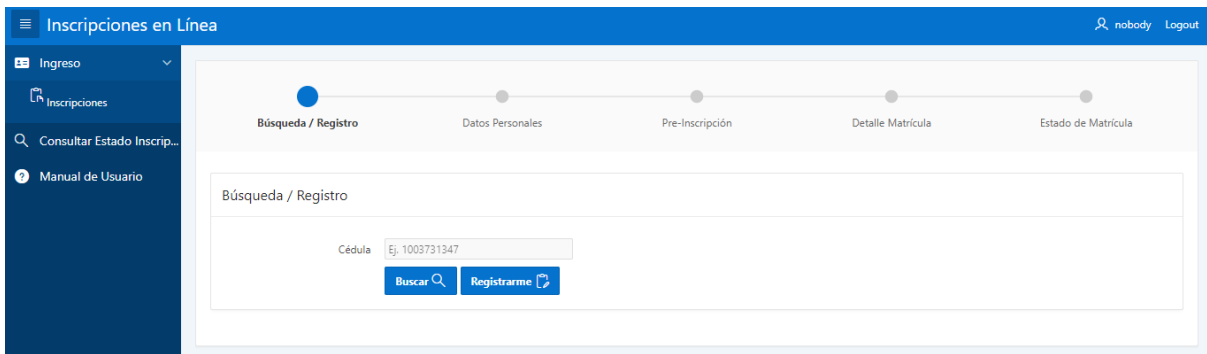 Inscripciones en Línea
nobody Logout
Ingreso
Inscripciones
Consultar Estado Inscrip...
Manual de Usuario
Búsqueda / Registro
Datos Personales
Pre-Inscripción
Detalle Matrícula
Estado de Matrícula
Búsqueda / Registro
Cédula Ej. 1003731347
Buscar Registrarme